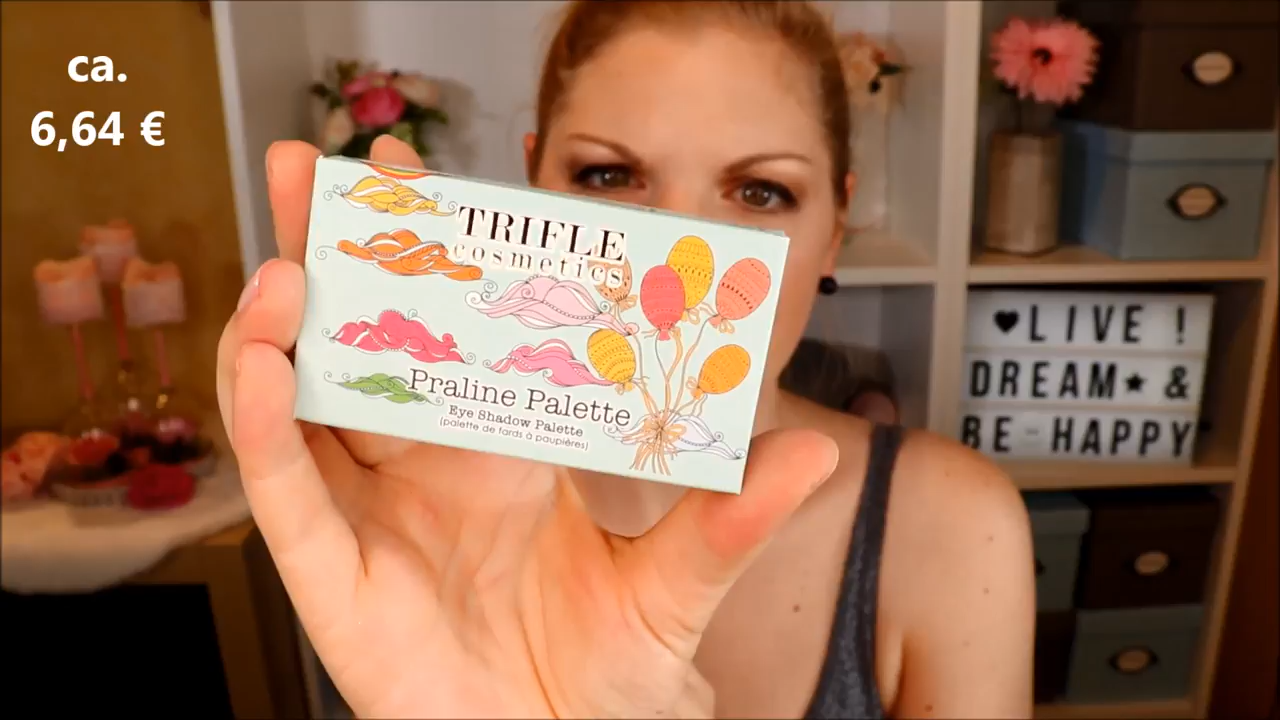 ca.
6,64 €
TRIFLE
cosmetics
Praline Palette
Eye Shadow Palette
(palette de fards à paupières)
♥LIVE !
DREAM★ &
BE HAPPY